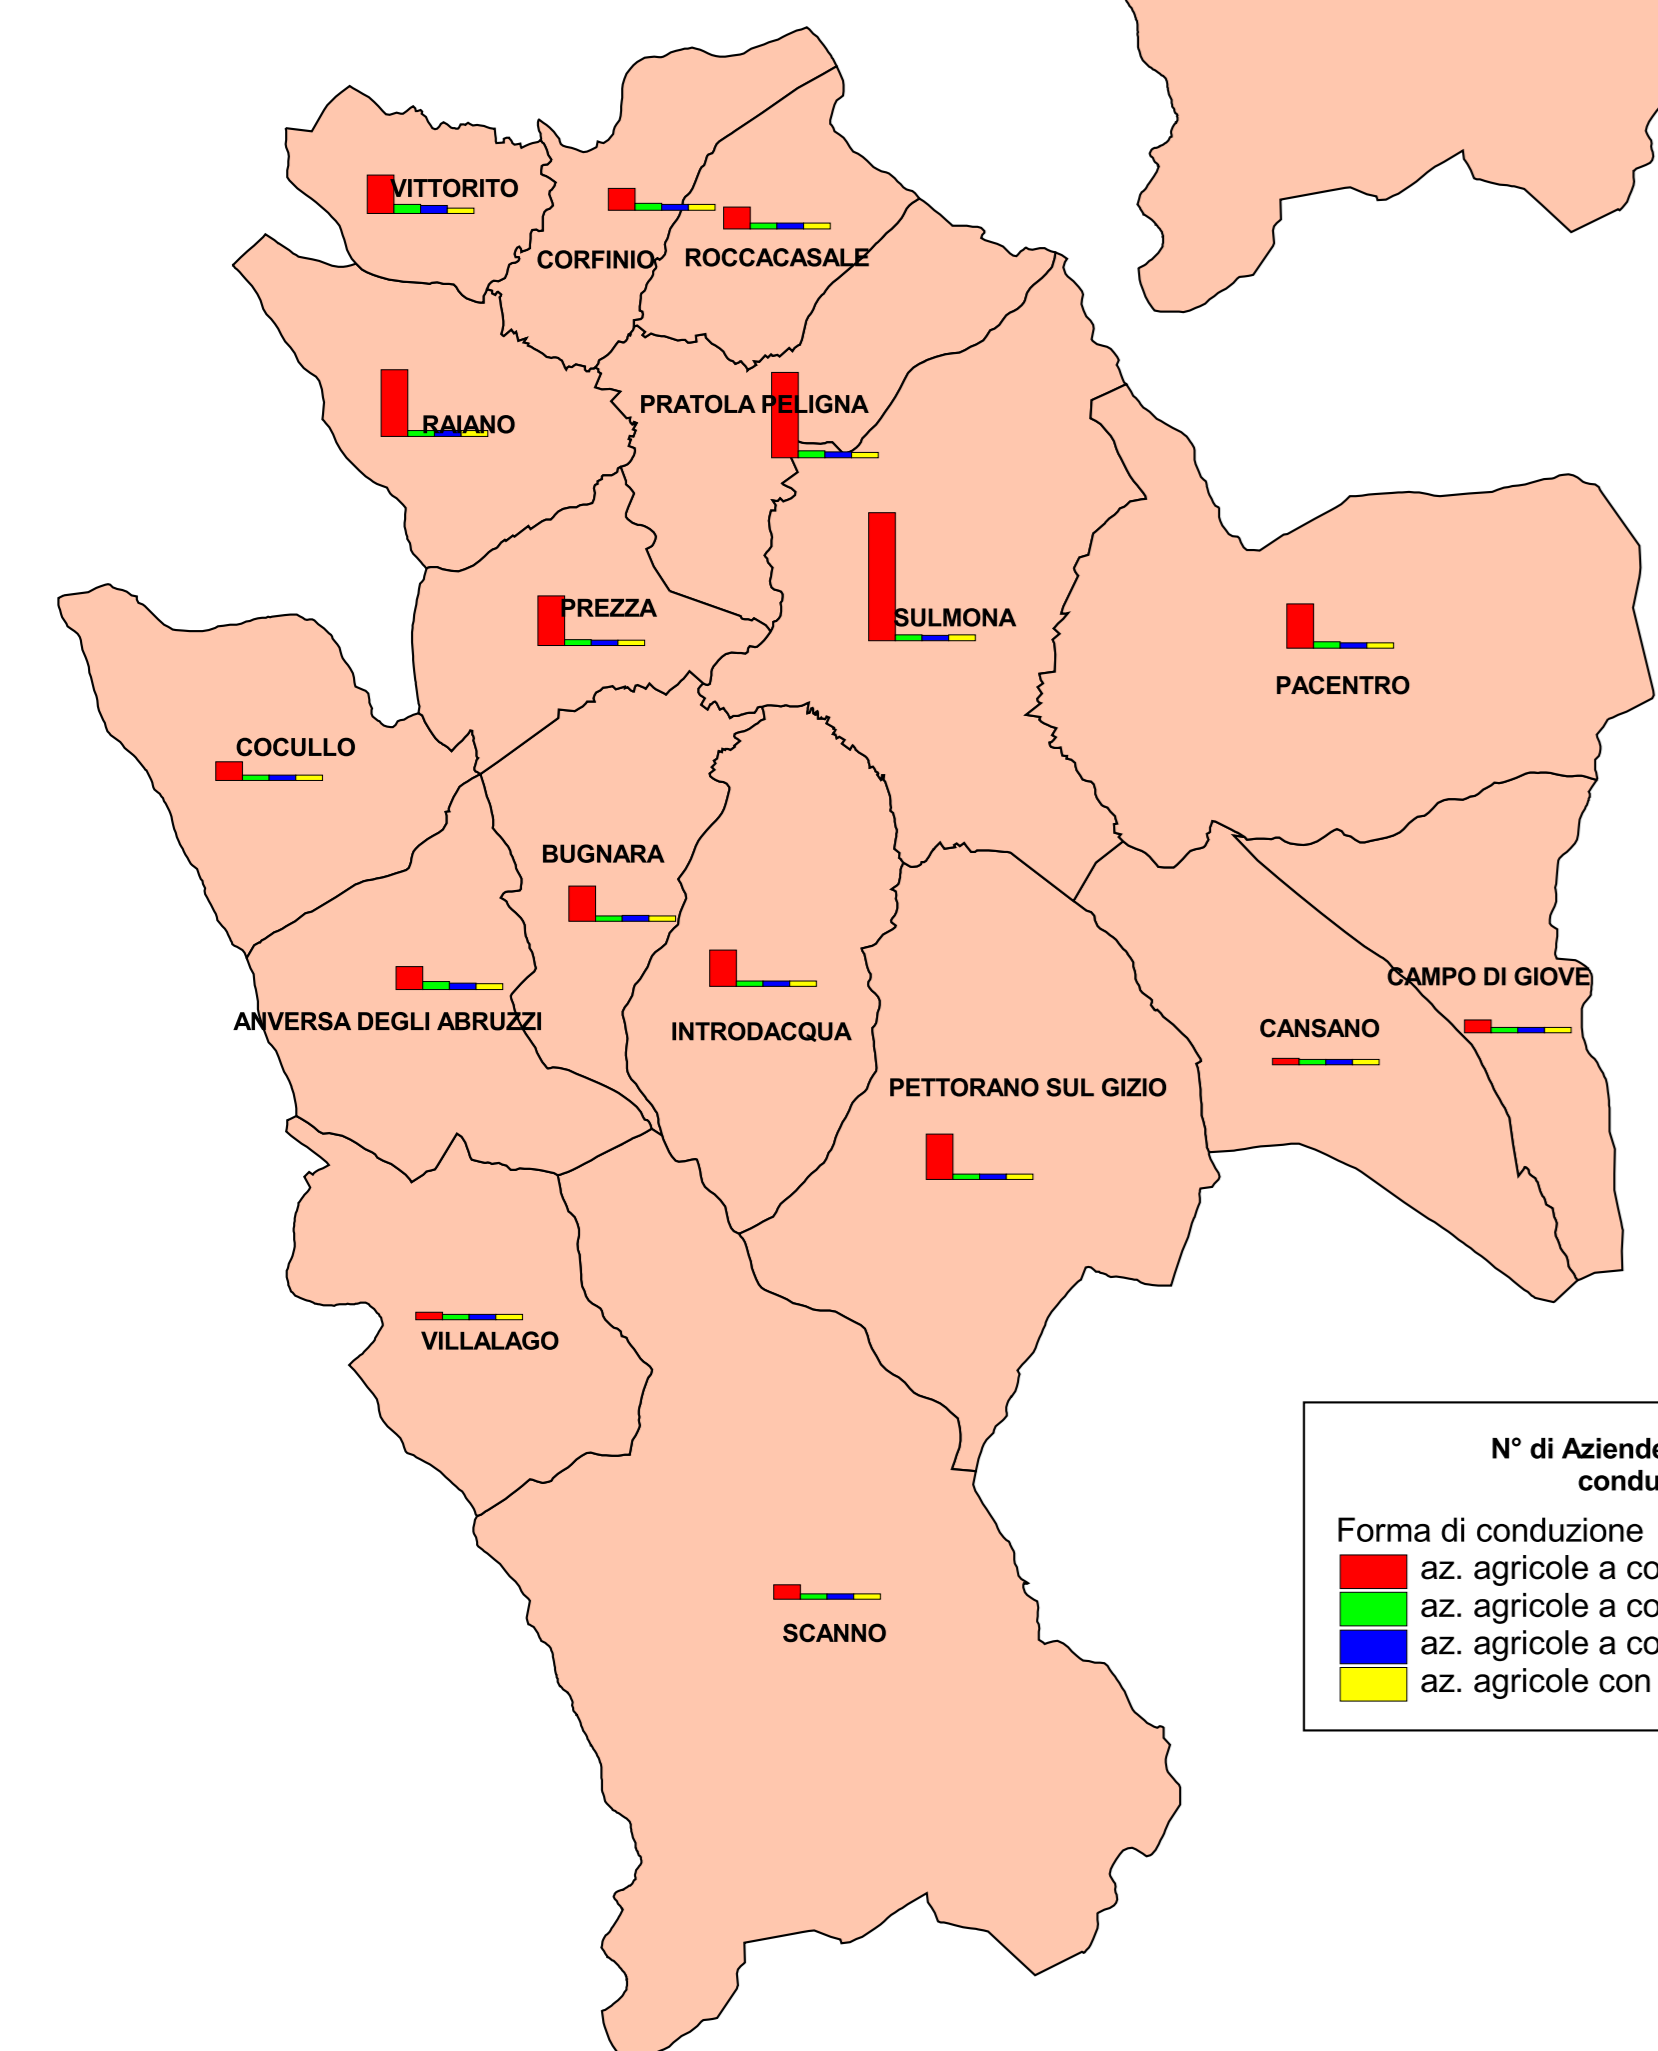 VITTORITO
CORFINIO
ROCCACASALE
PRATOLA PELIGNA
RAIANO
PREZZA
SULMONA
PACENTRO
COCULLO
BUGNARA
CAMPO DI GIOVE
ANVERSA DEGLI ABRUZZI
INTRODACQUA
CANSANO
PETTORANO SUL GIZIO
VILLALAGO
N° di Aziende
condu
Forma di conduzione
az. agricole a co
az. agricole a co
az. agricole a co
az. agricole con
SCANNO